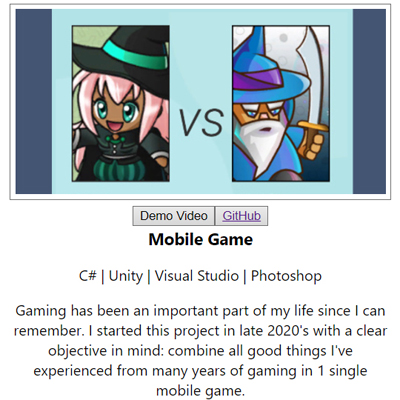 VS
Demo Video GitHub
Mobile Game
C# | Unity | Visual Studio | Photoshop
Gaming has been an important part of my life since I can
remember. I started this project in late 2020's with a clear
objective in mind: combine all good things I've
experienced from many years of gaming in 1 single
mobile game.